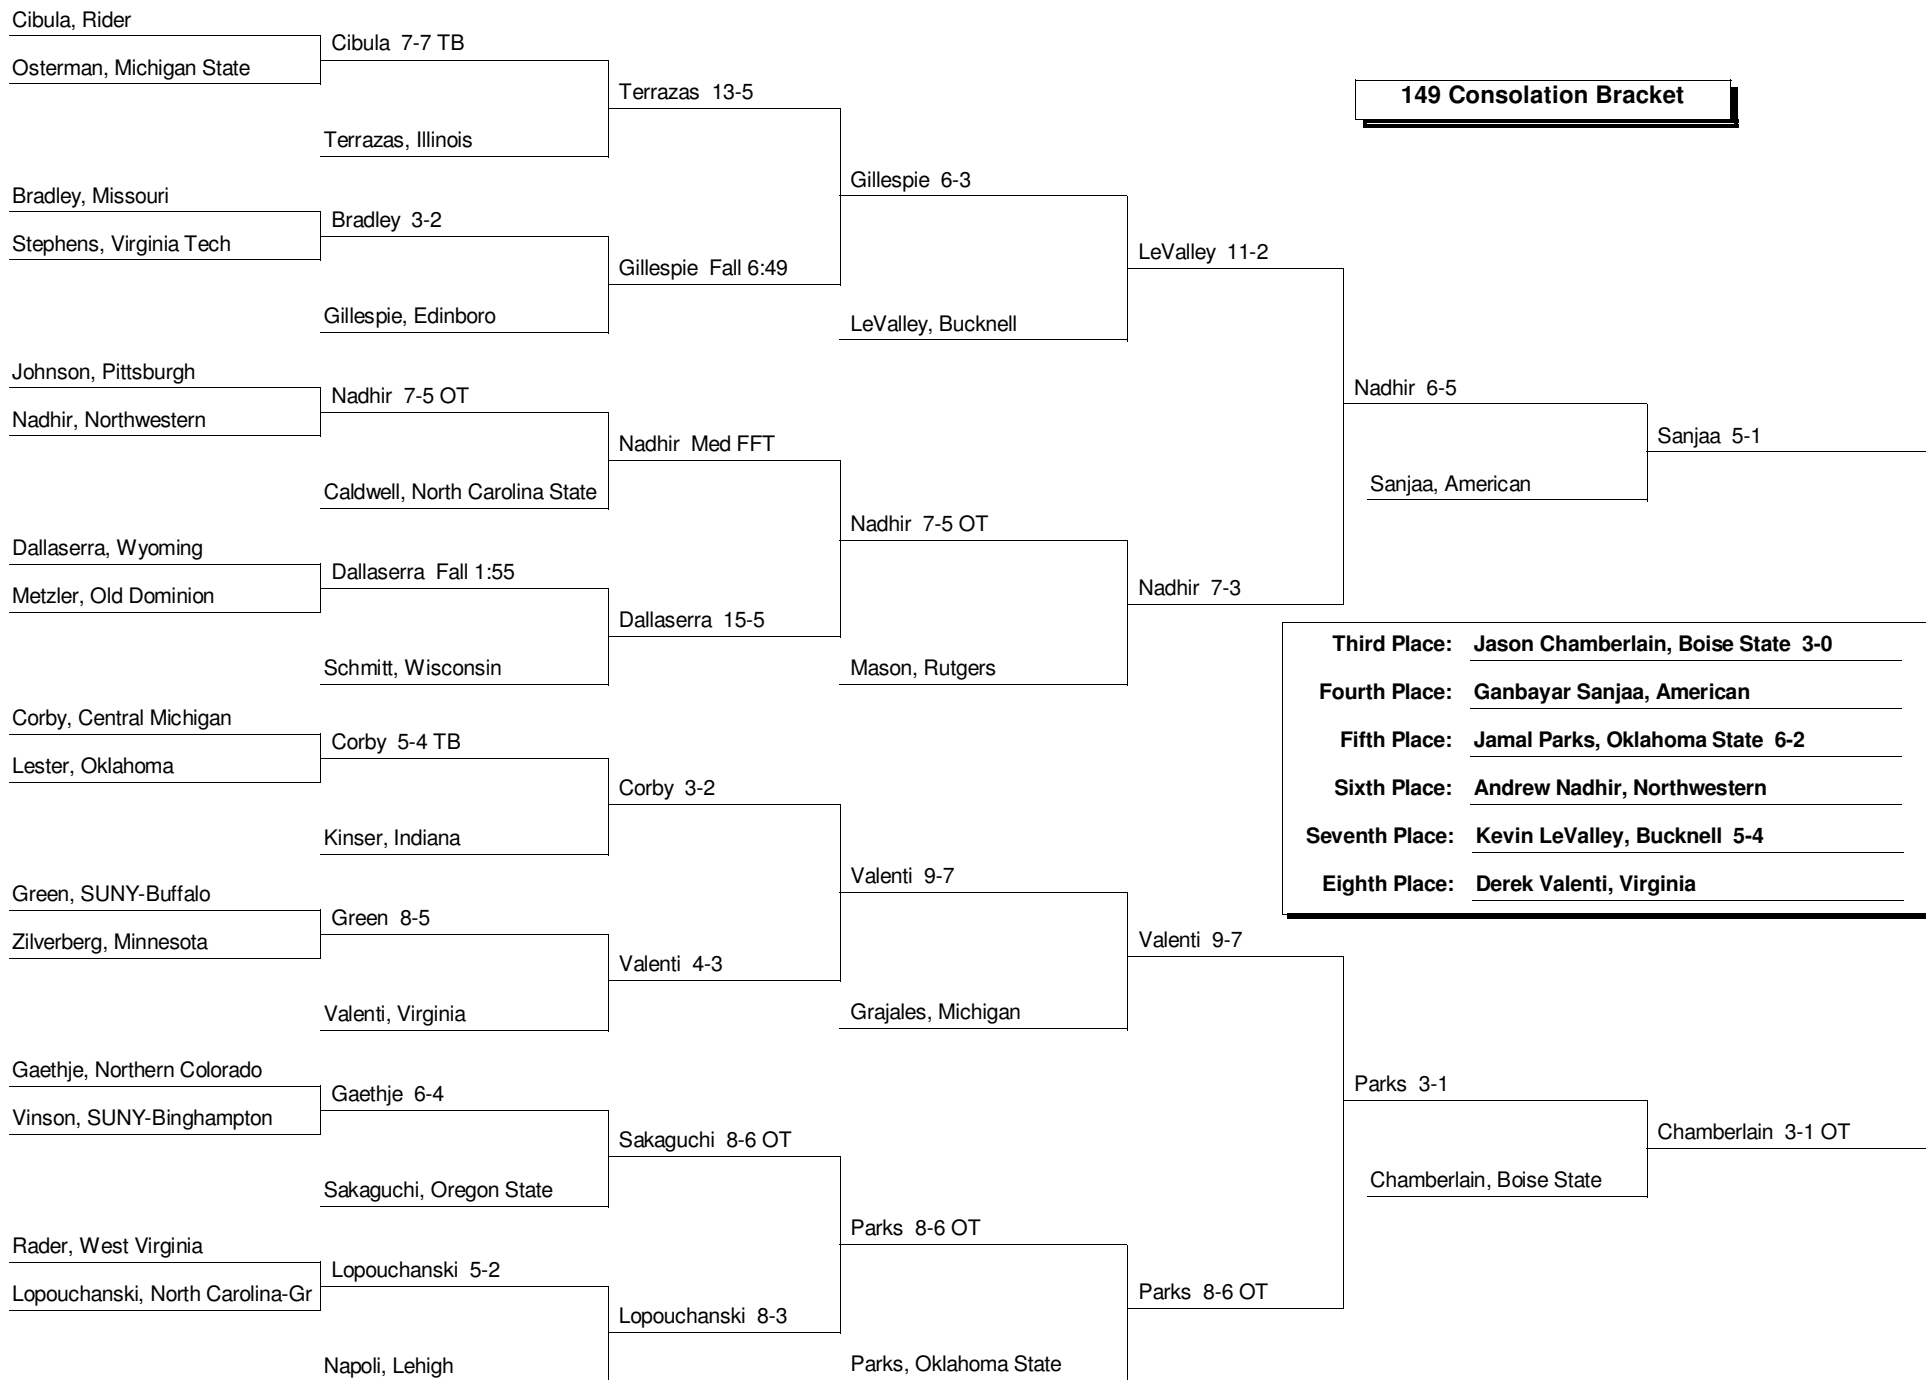 149 Consolation Bracket
Cibula, Rider
Osterman, Michigan State
Bradley, Missouri
Stephens, Virginia Tech
Johnson, Pittsburgh
Nadhir, Northwestern
Dallaserra, Wyoming
Metzler, Old Dominion
Corby, Central Michigan
Lester, Oklahoma
Green, SUNY-Buffalo
Zilverberg, Minnesota
Gaethje, Northern Colorado
Vinson, SUNY-Binghampton
Rader, West Virginia
Lopouchanski, North Carolina-Gr
Cibula 7-7 TB
Terrazas, Illinois
Bradley 3-2
Gillespie, Edinboro
Nadhir 7-5 OT
Caldwell, North Carolina State
Dallaserra Fall 1:55
Schmitt, Wisconsin
Corby 5-4 TB
Kinser, Indiana
Green 8-5
Valenti, Virginia
Gaethje 6-4
Sakaguchi, Oregon State
Lopouchanski 5-2
Napoli, Lehigh
Terrazas 13-5
Gillespie Fall 6:49
Nadhir Med FFT
Dallaserra 15-5
Corby 3-2
Valenti 4-3
Sakaguchi 8-6 OT
Lopouchanski 8-3
Gillespie 6-3
LeValley, Bucknell
Nadhir 7-5 OT
Mason, Rutgers
Valenti 9-7
Grajales, Michigan
Parks 8-6 OT
Parks, Oklahoma State
LeValley 11-2
Nadhir 7-3
Valenti 9-7
Parks 8-6 OT
Nadhir 6-5
Sanjaa, American
Parks 3-1
Chamberlain, Boise State
Sanjaa 5-1
Chamberlain 3-1 OT
Third Place: Jason Chamberlain, Boise State 3-0
Fourth Place: Ganbayar Sanjaa, American
Fifth Place: Jamal Parks, Oklahoma State 6-2
Sixth Place: Andrew Nadhir, Northwestern
Seventh Place: Kevin LeValley, Bucknell 5-4
Eighth Place: Derek Valenti, Virginia